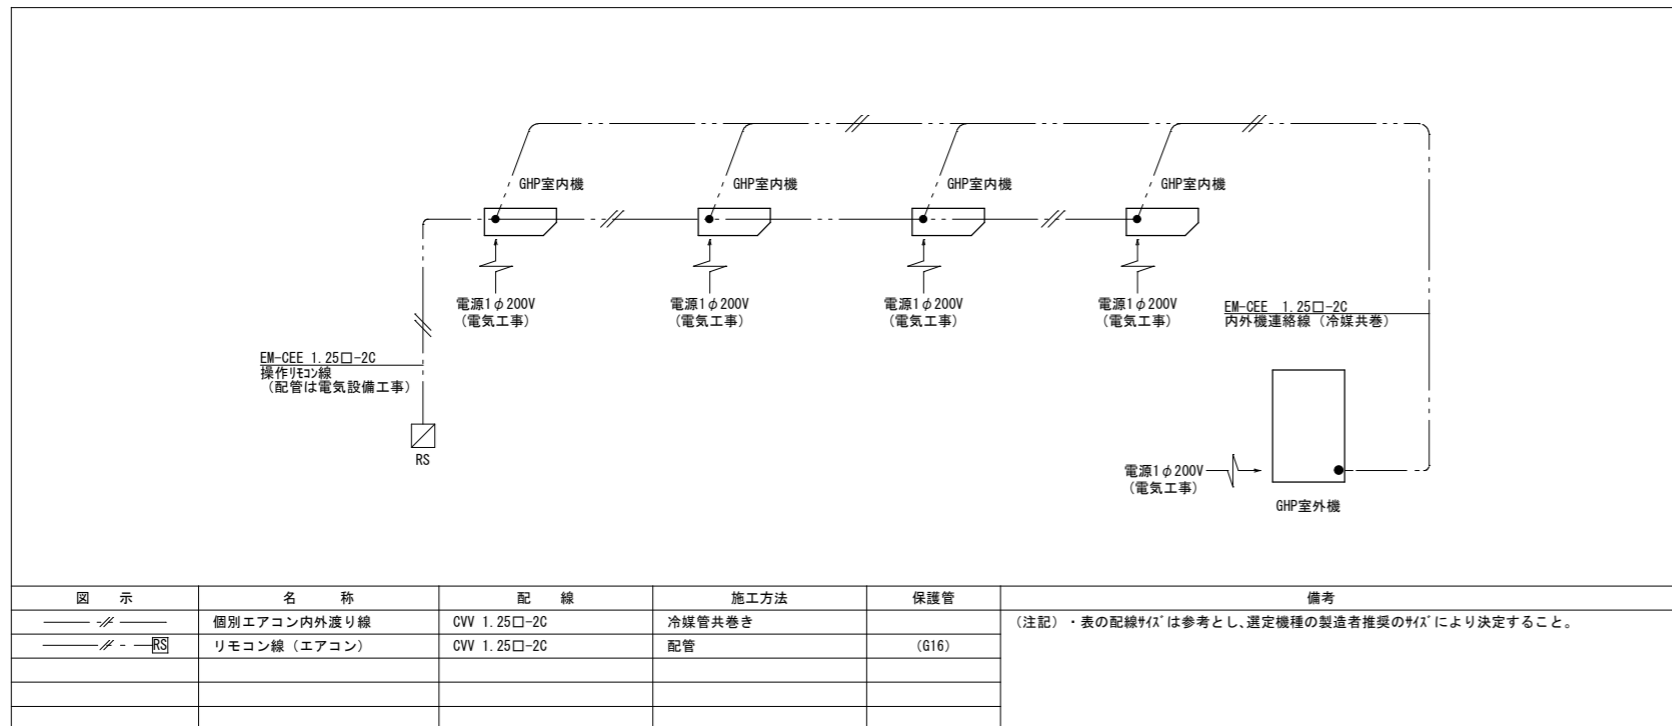 GHP室内機 GHP室内機 GHP室内機 GHP室内機
電源1φ200V 電源1φ200V 電源1φ200V 電源1φ200V
(電気工事) (電気工事) (電気工事) (電気工事)
EM-CEE 1.25□-2C
内外機連絡線（冷媒共巻）
EM-CEE 1.25□-2C
操作ﾘﾓｺﾝ線
（配管は電気設備工事）
RS
電源1φ200V
(電気工事)
GHP室外機
図 示 名 称 配 線 施工方法 保護管 備考
個別エアコン内外渡り線 CVV 1.25□-2C 冷媒管共巻き
（注記）・表の配線ｻｲｽﾞは参考とし、選定機種の製造者推奨のｻｲｽﾞにより決定すること。
RS リモコン線（エアコン） CVV 1.25□-2C 配管 (G16)